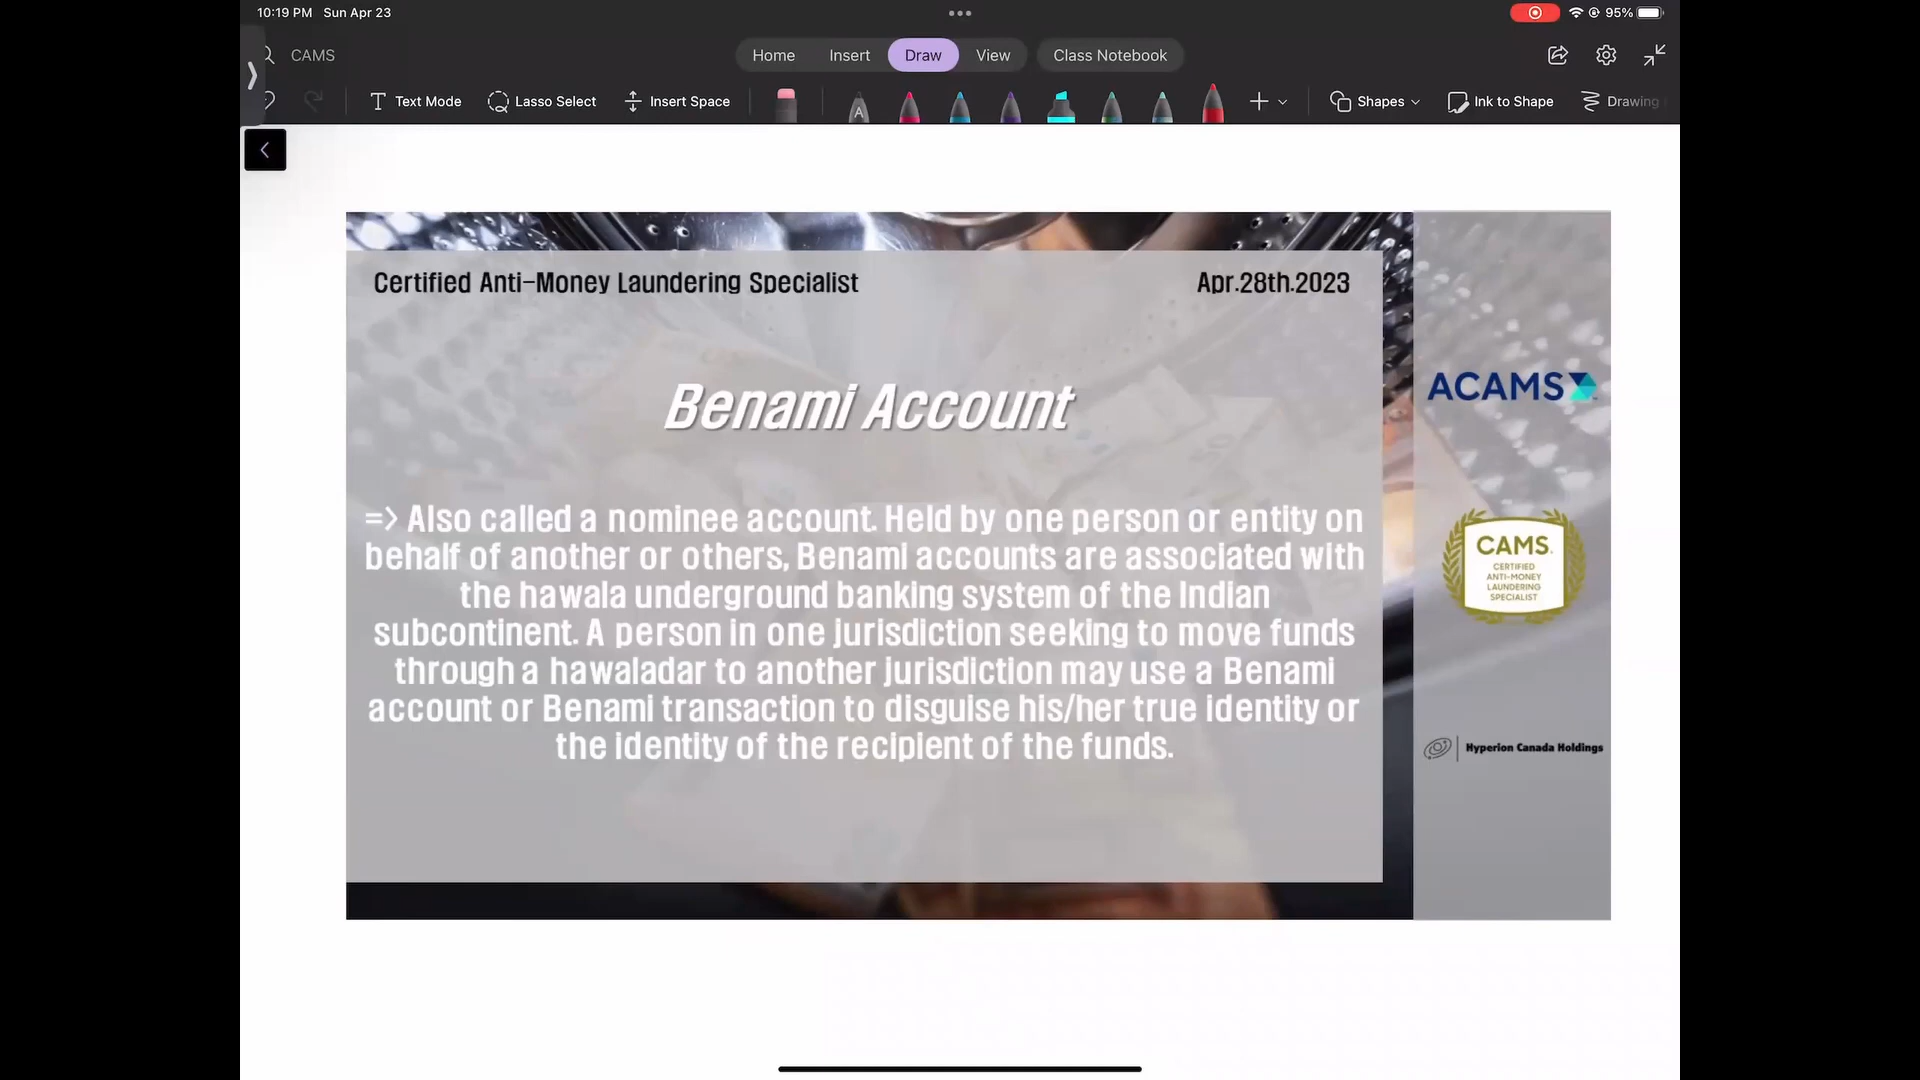 10:19 PM Sun Apr 23
95%
CAMS
Home Insert Draw View Class Notebook
Text Mode Lasso Select Insert Space A Shapes Ink to Shape Drawing
Certified Anti-Money Laundering Specialist Apr.28th.2023
Benami Account
=> Also called a nominee account. Held by one person or entity on
behalf of another or others, Benami accounts are associated with
the hawala underground banking system of the Indian
subcontinent. A person in one jurisdiction seeking to move funds
through a hawaladar to another jurisdiction may use a Benami
account or Benami transaction to disguise his/her true identity or
the identity of the recipient of the funds.
ACAMS
CAMS
CERTIFIED
ANTI-MONEY
LAUNDERING
SPECIALIST
Hyperion Canada Holdings